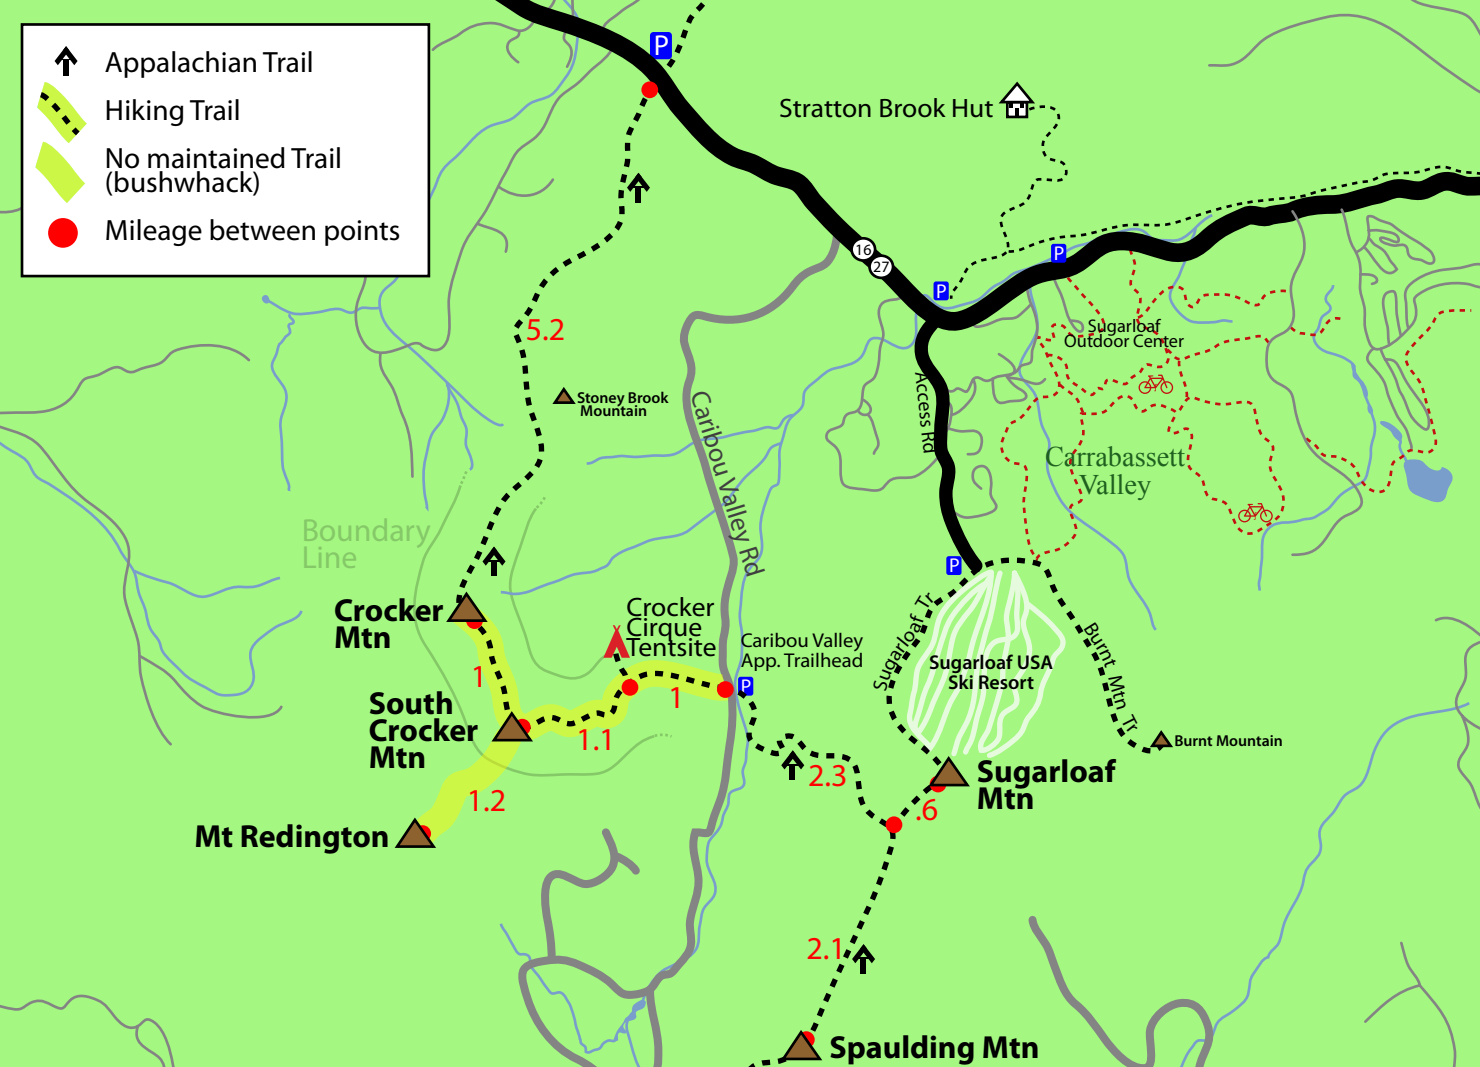 Appalachian Trail
Hiking Trail
No maintained Trail
(bushwhack)
Mileage between points
P
Stratton Brook Hut
16
27
P
P
5.2
Sugarloaf
Outdoor Center
Stoney Brook
Mountain
Access Rd
Caribou Valley Rd
Carrabassett
Valley
Boundary
Line
P
Crocker
Mtn
Crocker
Cirque
Tentsite
Caribou Valley
App. Trailhead
P
Sugarloaf Tr
Sugarloaf USA
Ski Resort
Burnt Mtn Tr
1
1
South
Crocker
Mtn
1.1
Burnt Mountain
2.3
Sugarloaf
Mtn
1.2
.6
Mt Redington
2.1
Spaulding Mtn